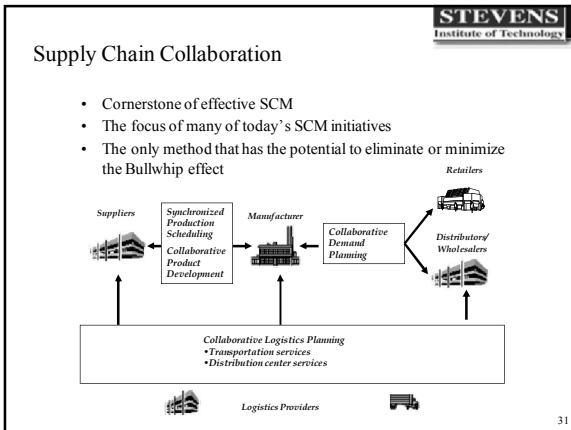 STEVENS
Institute of Technology
Supply Chain Collaboration
• Cornerstone of effective SCM
• The focus of many of today's SCM initiatives
• The only method that has the potential to eliminate or minimize
the Bullwhip effect
Retailers
Suppliers
Synchronized
Production
Scheduling
Collaborative
Product
Development
Manufacturer
Collaborative
Demand
Planning
Distributors/
Wholesalers
Collaborative Logistics Planning
•Transportation services
•Distribution center services
Logistics Providers
31